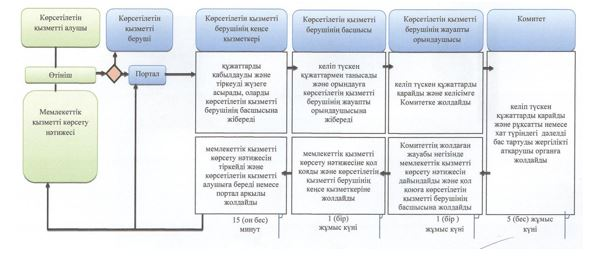 Көрсетілетін
қызметті алушы
Көрсетілетін
қызметті
беруші
Көрсетілетін қызметті
берушінің кеңсе
қызметкері
Көрсетілетін қызметті
берушінің басшысы
Көрсетілетін қызметті
берушінің жауапты
орындаушысы
Комитет
Өтініш
Портал
Мемлекеттік
қызметті көрсету
нәтижесі
құжаттарды
қабылдауды және
тіркеуді жүзеге
асырады, оларды
көрсетілетін қызметті
берушінің басшысына
жібереді
келіп түскен
құжаттармен танысады
және орындауға
көрсетілетін қызметті
берушінің жауапты
орындаушысына
жібереді
келіп түскен құжаттарды
қарайды және келісімге
Комитетке жолдайды
келіп түскен
құжаттарды қарайды
және рұқсатты немесе
хат түріндегі дәлелді
бас тартуды жергілікті
атқарушы органға
жолдайды
мемлекеттік қызметті
көрсету нәтижесін
тіркейді және
көрсетілетін қызметті
алушыға береді немесе
портал арқылы
жолдайды
мемлекеттік қызметті
көрсету нәтижесіне қол
қояды және көрсетілетін
қызметті берушінің
кеңсе қызметкеріне
жолдайды
Комитеттің жолдаған
жауабы негізінде
мемлекеттік қызметті
көрсету нәтижесін
дайындайды және қол
қоюға көрсетілетін
қызметті берушінің
басшысына жолдайды
15 (он бес)
минут
1 (бір)
жұмыс күні
1 (бір )
жұмыс күні
5 (бес) жұмыс
күні